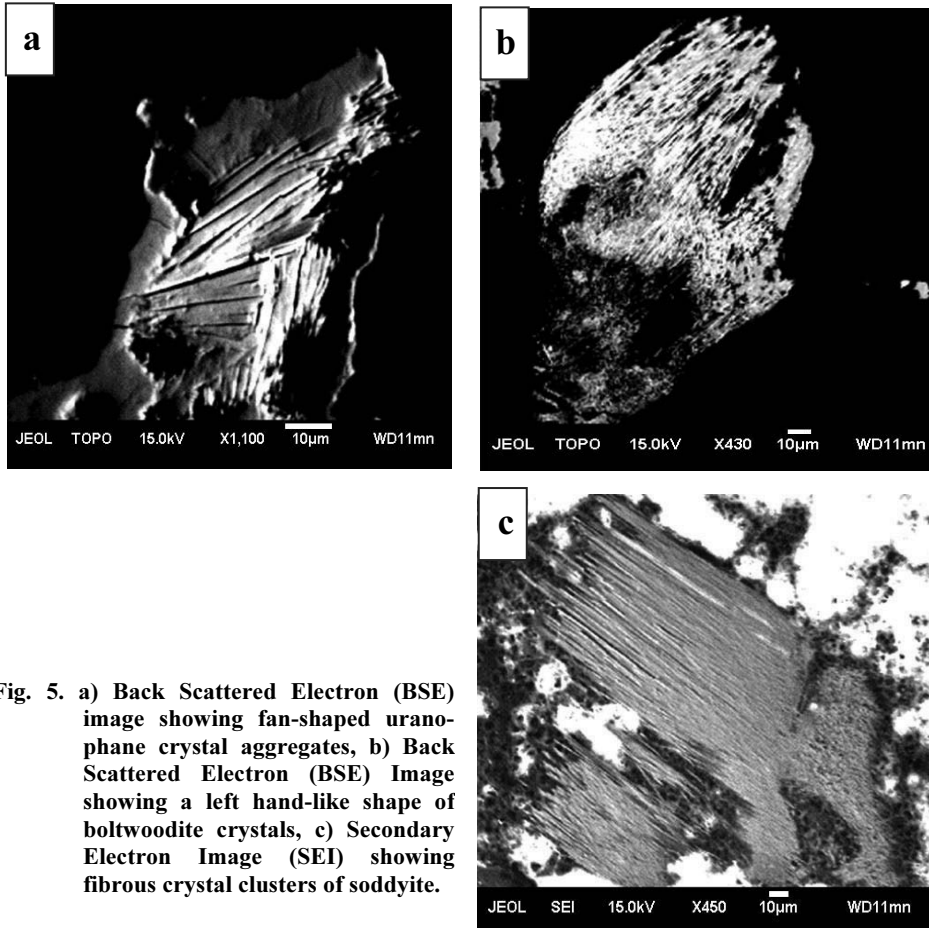 a
JEOL TOPO 15.0kV X1,100 10μm WD11mn
b
JEOL TOPO 15.0kV X430 10μm WD11mn
c
JEOL SEI 15.0kV X450 10μm WD11mn
Fig. 5. a) Back Scattered Electron (BSE)
image showing fan-shaped urano-
phane crystal aggregates, b) Back
Scattered Electron (BSE) Image
showing a left hand-like shape of
boltwoodite crystals, c) Secondary
Electron Image (SEI) showing
fibrous crystal clusters of soddyite.